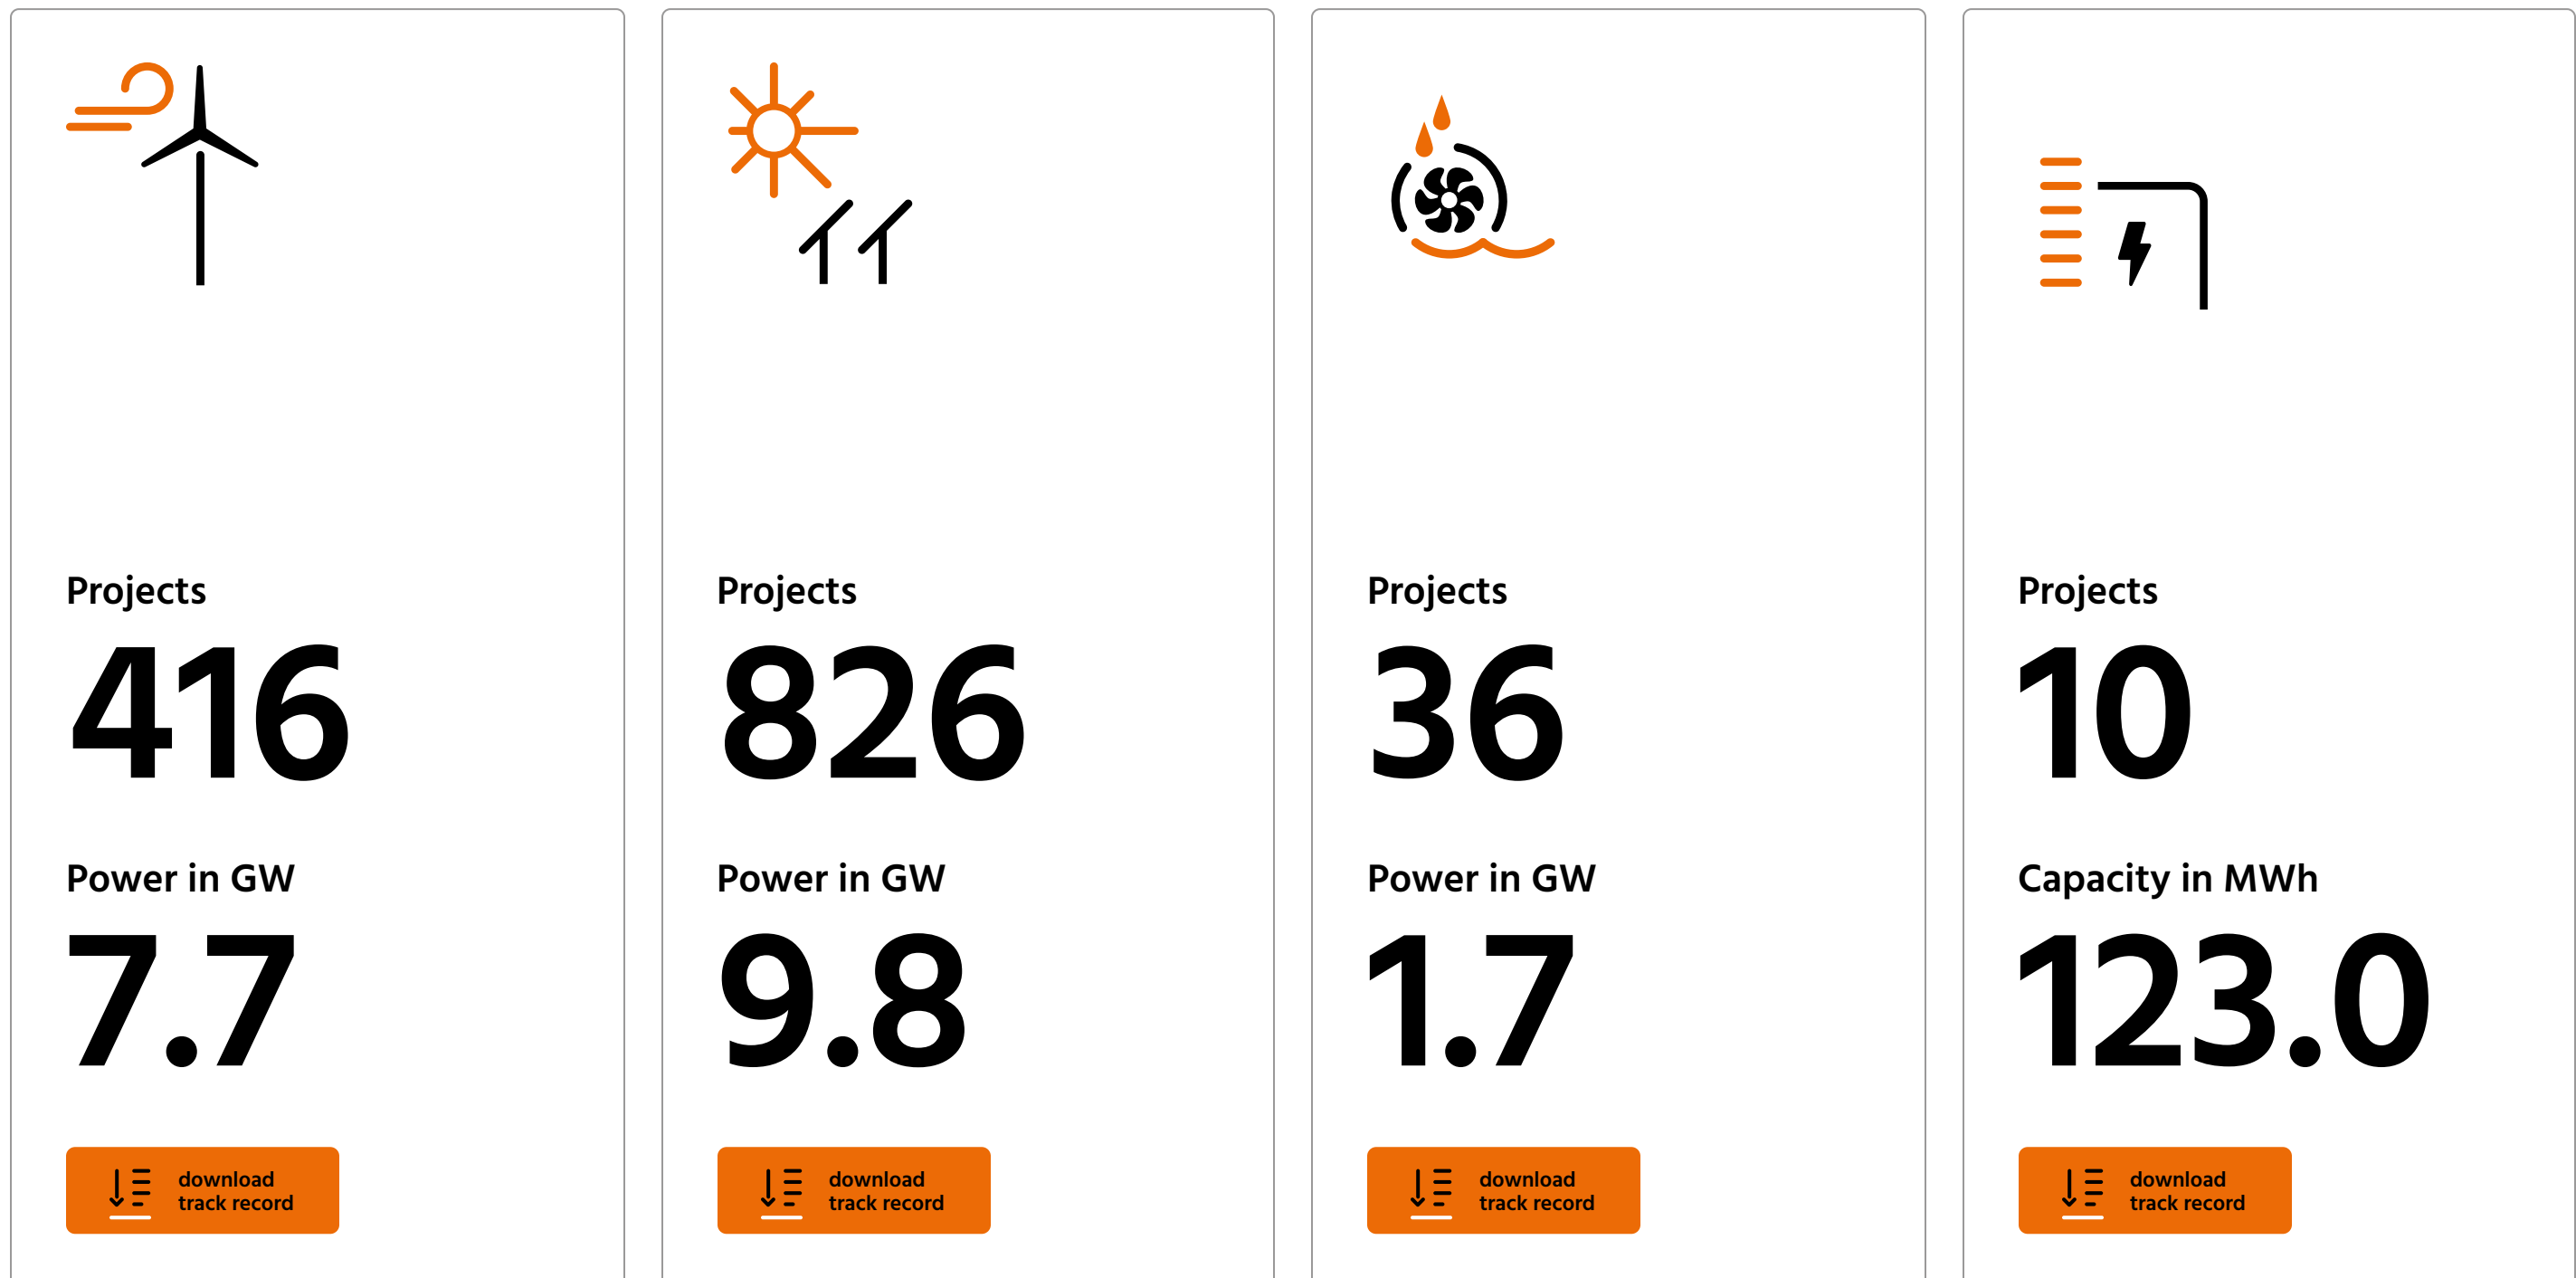 Projects
416
Power in GW
7.7
download
track record
Projects
826
Power in GW
9.8
download
track record
Projects
36
Power in GW
1.7
download
track record
Projects
10
Capacity in MWh
123.0
download
track record